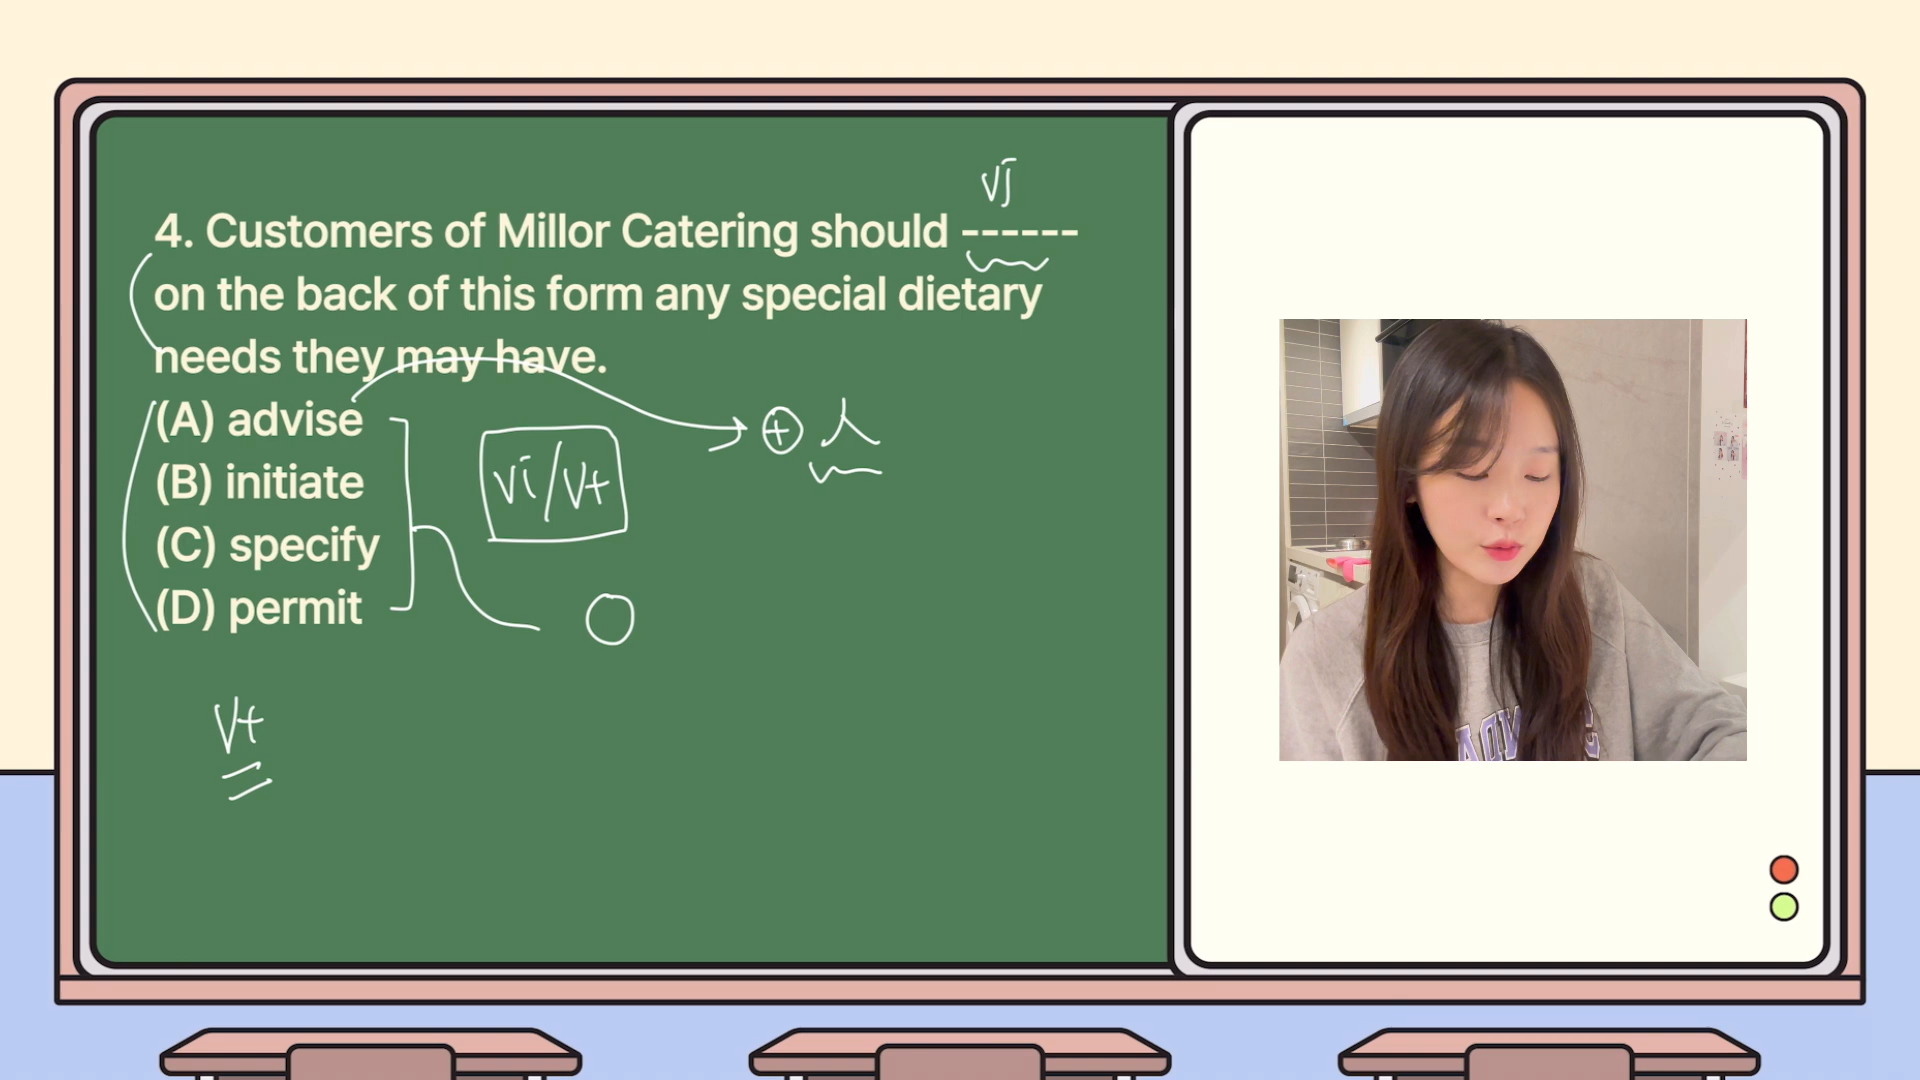 vi
4. Customers of Millor Catering should ------
on the back of this form any special dietary
needs they may have.
(A) advise
(B) initiate
(C) specify
(D) permit
vi/vt
+ 人
vt